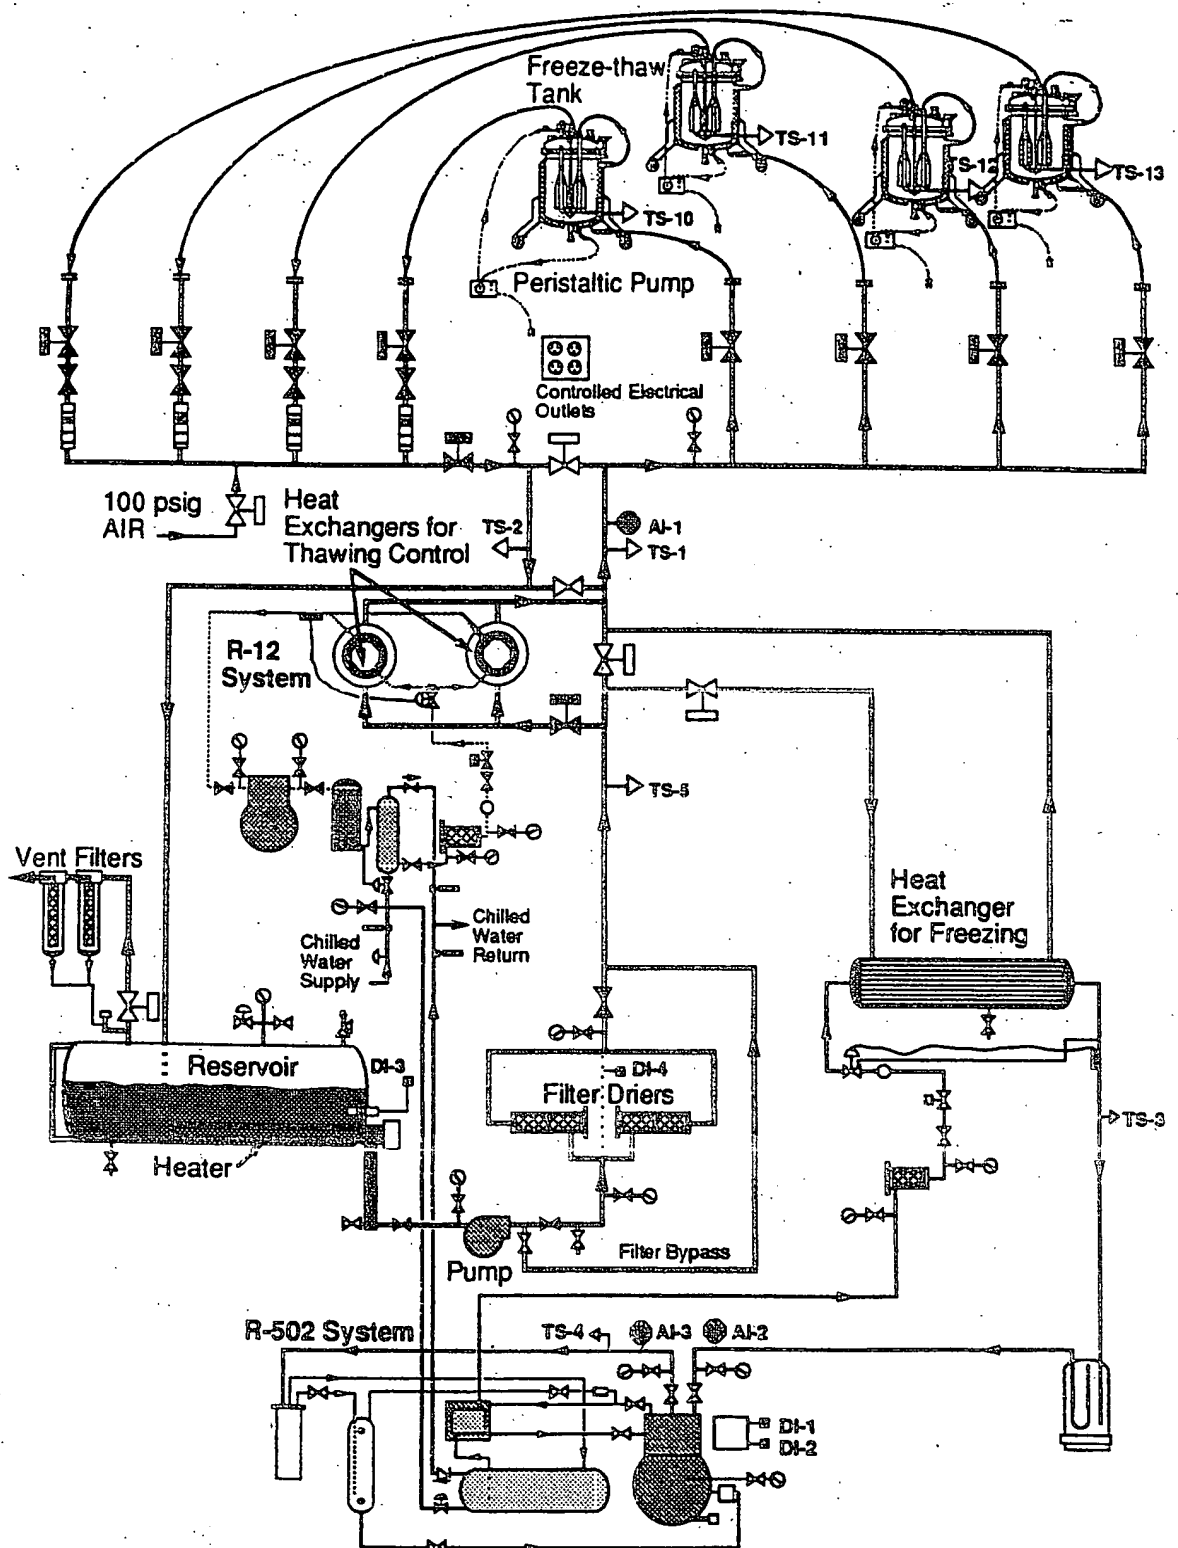 Freeze-thaw
Tank
TS-11
TS-12
TS-13
TS-10
Peristaltic Pump
Controlled Electrical
Outlets
100 psig
AIR
Heat
Exchangers for
Thawing Control
TS-2
AI-1
TS-1
R-12
System
TS-5
Vent Filters
Chilled
Water
Supply
Chilled
Water
Return
Heat
Exchanger
for Freezing
Reservoir
DI-3
DI-4
Filter Driers
TS-3
Heater
Pump
Filter Bypass
R-502 System
TS-4
AI-3
AI-2
DI-1
DI-2